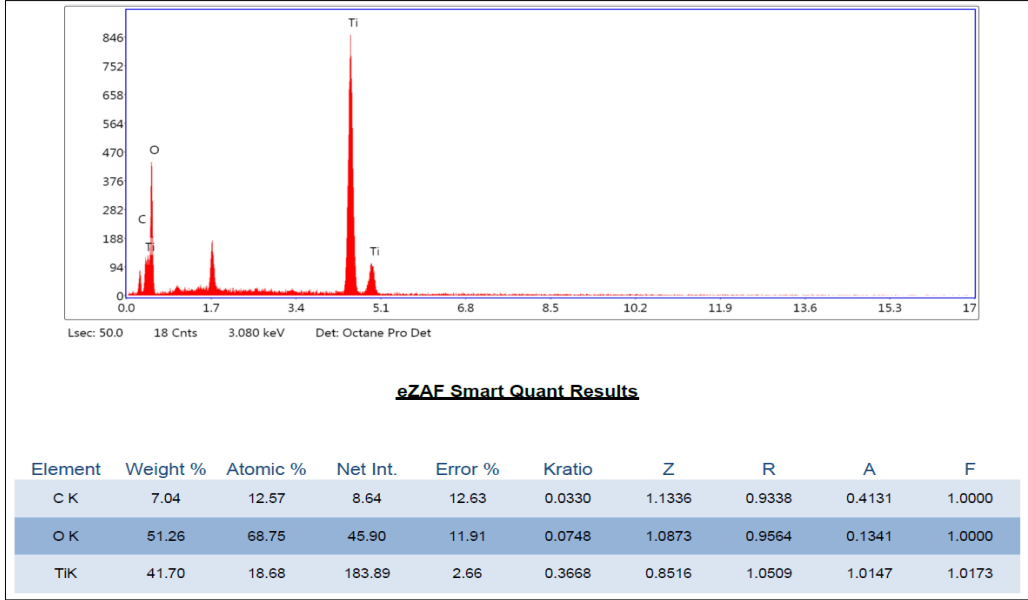 Ti
846
752
658
564
470
O
376
282
C
188
Ti
Ti
94
0
0.0 1.7 3.4 5.1 6.8 8.5 10.2 11.9 13.6 15.3 17
Lsec: 50.0 18 Cnts 3.080 keV Det: Octane Pro Det
eZAF Smart Quant Results
Element Weight % Atomic % Net Int. Error % Kratio Z R A F
C K 7.04 12.57 8.64 12.63 0.0330 1.1336 0.9338 0.4131 1.0000
O K 51.26 68.75 45.90 11.91 0.0748 1.0873 0.9564 0.1341 1.0000
TiK 41.70 18.68 183.89 2.66 0.3668 0.8516 1.0509 1.0147 1.0173